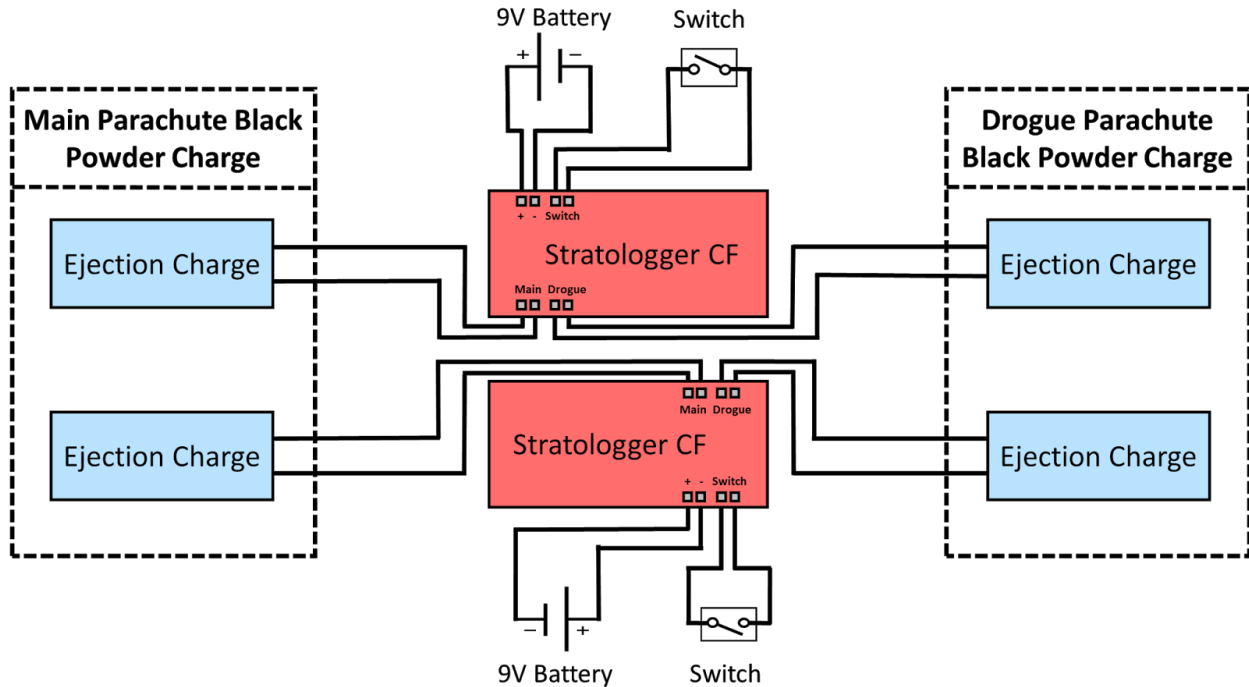 9V Battery
Switch
+
−
Main Parachute Black
Powder Charge
Drogue Parachute
Black Powder Charge
+ - Switch
Ejection Charge
Stratologger CF
Ejection Charge
Main Drogue
Main Drogue
Ejection Charge
Stratologger CF
Ejection Charge
+ - Switch
−
+
9V Battery
Switch